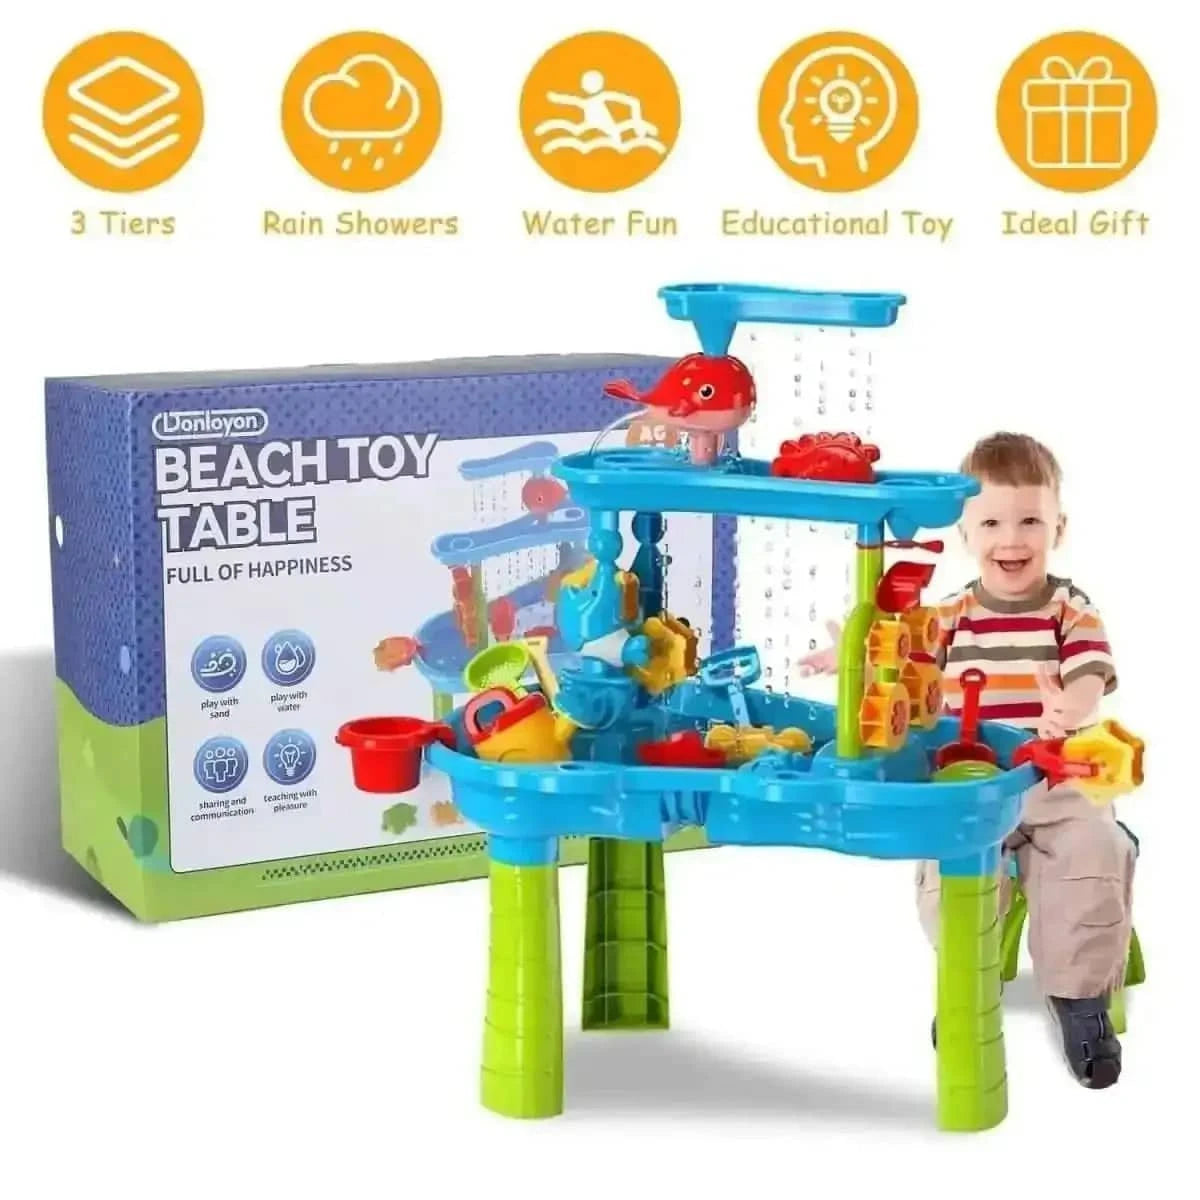 3 Tiers
Rain Showers
Water Fun
Educational Toy
Ideal Gift
Donloyon
BEACH TOY
TABLE
FULL OF HAPPINESS
play with
sand
play with
water
sharing and
communication
teaching with
pleasure